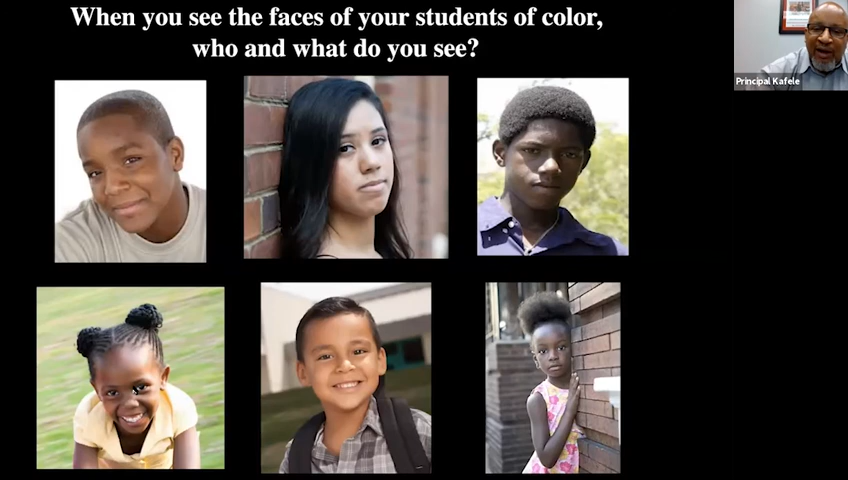 When you see the faces of your students of color,
who and what do you see?
Principal Kafele